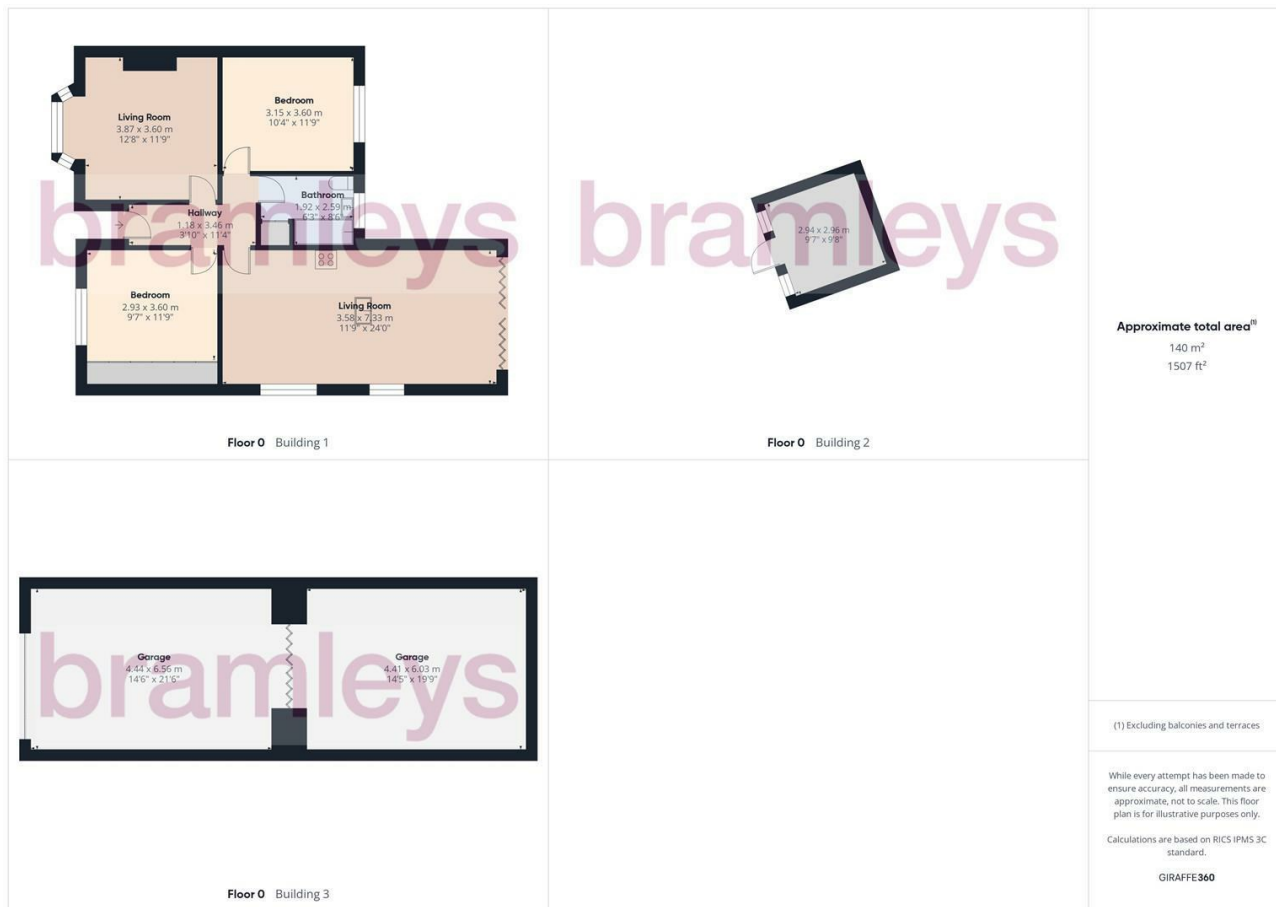 Living Room
3.87 x 3.60 m
12'8" x 11'9"
Bedroom
3.15 x 3.60 m
10'4" x 11'9"
Bathroom
1.92 x 2.59 m
6'3" x 8'6"
Hallway
1.18 x 3.46 m
3'10" x 11'4"
bramleys
Bedroom
2.93 x 3.60 m
9'7" x 11'9"
Living Room
3.58 x 7.33 m
11'9" x 24'0"
Floor 0 Building 1
bramleys
2.94 x 2.96 m
9'7" x 9'8"
Floor 0 Building 2
bramleys
Garage
4.44 x 6.56 m
14'6" x 21'6"
Garage
4.41 x 6.03 m
14'5" x 19'9"
Floor 0 Building 3
Approximate total area(1)
140 m²
1507 ft²
(1) Excluding balconies and terraces
While every attempt has been made to
ensure accuracy, all measurements are
approximate, not to scale. This floor
plan is for illustrative purposes only.
Calculations are based on RICS IPMS 3C
standard.
GIRAFFE360